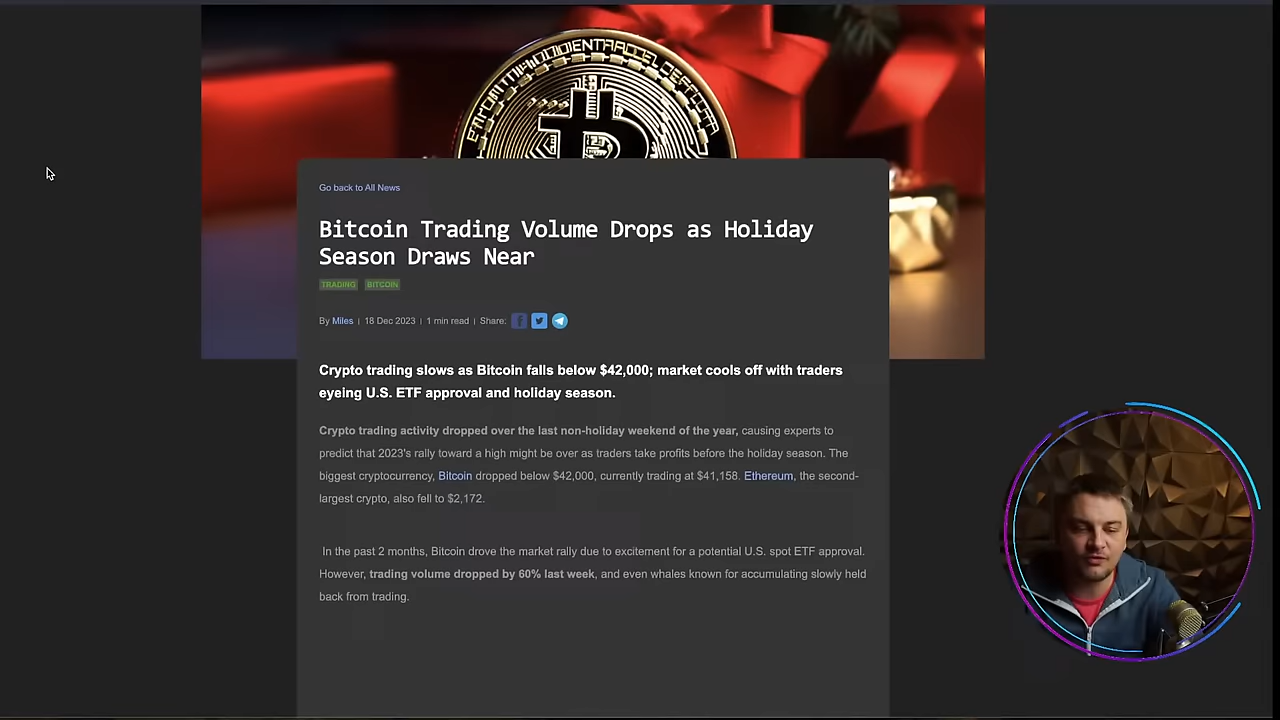 Go back to All News
Bitcoin Trading Volume Drops as Holiday
Season Draws Near
TRADING BITCOIN
By Miles | 18 Dec 2023 | 1 min read | Share:
Crypto trading slows as Bitcoin falls below $42,000; market cools off with traders
eyeing U.S. ETF approval and holiday season.
Crypto trading activity dropped over the last non-holiday weekend of the year, causing experts to
predict that 2023's rally toward a high might be over as traders take profits before the holiday season. The
biggest cryptocurrency, Bitcoin dropped below $42,000, currently trading at $41,158. Ethereum, the second-
largest crypto, also fell to $2,172.
In the past 2 months, Bitcoin drove the market rally due to excitement for a potential U.S. spot ETF approval.
However, trading volume dropped by 60% last week, and even whales known for accumulating slowly held
back from trading.